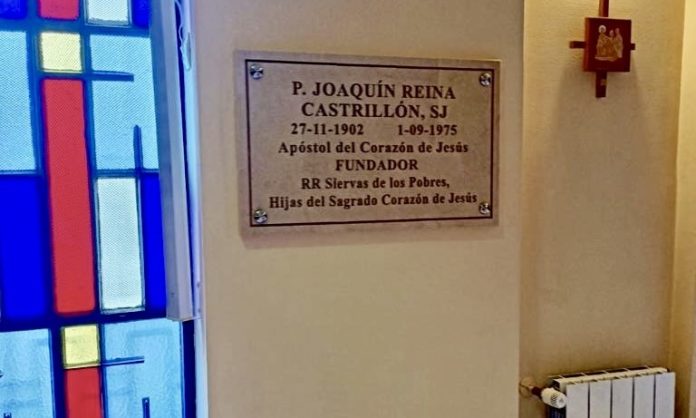 P. JOAQUÍN REINA
CASTRILLÓN, SJ
27-11-1902 1-09-1975
Apóstol del Corazón de Jesús
FUNDADOR
RR Siervas de los Pobres,
Hijas del Sagrado Corazón de Jesús